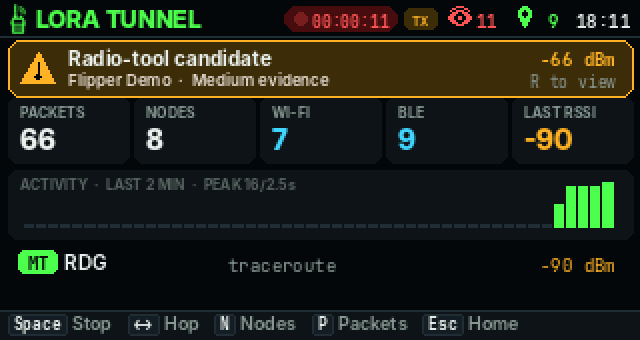 LORA TUNNEL 00:00:11 TX 11 9 18:11
Radio-tool candidate -66 dBm
Flipper Demo · Medium evidence R to view
PACKETS NODES WI-FI BLE LAST RSSI
66 8 7 9 -90
ACTIVITY · LAST 2 MIN · PEAK 16/2.5s
MT RDG traceroute -90 dBm
Space Stop ↔ Hop N Nodes P Packets Esc Home